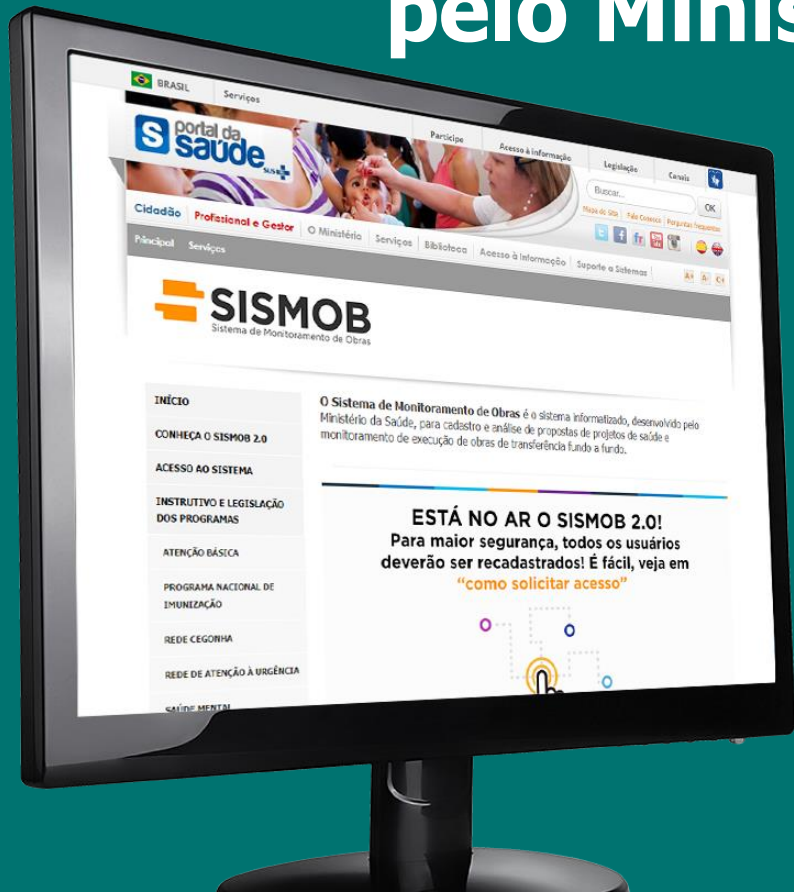 pelo Minis
BRASIL Serviços Participe Acesso à informação Legislação Canais
S portal da
saúde
SUS
Buscar... OK
Mapa do Site Fale Conosco Perguntas frequentes
Cidadão Profissional e Gestor O Ministério Serviços Biblioteca Acesso à Informação Suporte a Sistemas
Principal Serviços
A+ A- C+
SISMOB
Sistema de Monitoramento de Obras
INÍCIO
CONHEÇA O SISMOB 2.0
ACESSO AO SISTEMA
INSTRUTIVO E LEGISLAÇÃO
DOS PROGRAMAS
ATENÇÃO BÁSICA
PROGRAMA NACIONAL DE
IMUNIZAÇÃO
REDE CEGONHA
REDE DE ATENÇÃO À URGÊNCIA
SAÚDE MENTAL
O Sistema de Monitoramento de Obras é o sistema informatizado, desenvolvido pelo
Ministério da Saúde, para cadastro e análise de propostas de projetos de saúde e
monitoramento de execução de obras de transferência fundo a fundo.
ESTÁ NO AR O SISMOB 2.0!
Para maior segurança, todos os usuários
deverão ser recadastrados! É fácil, veja em
“como solicitar acesso”